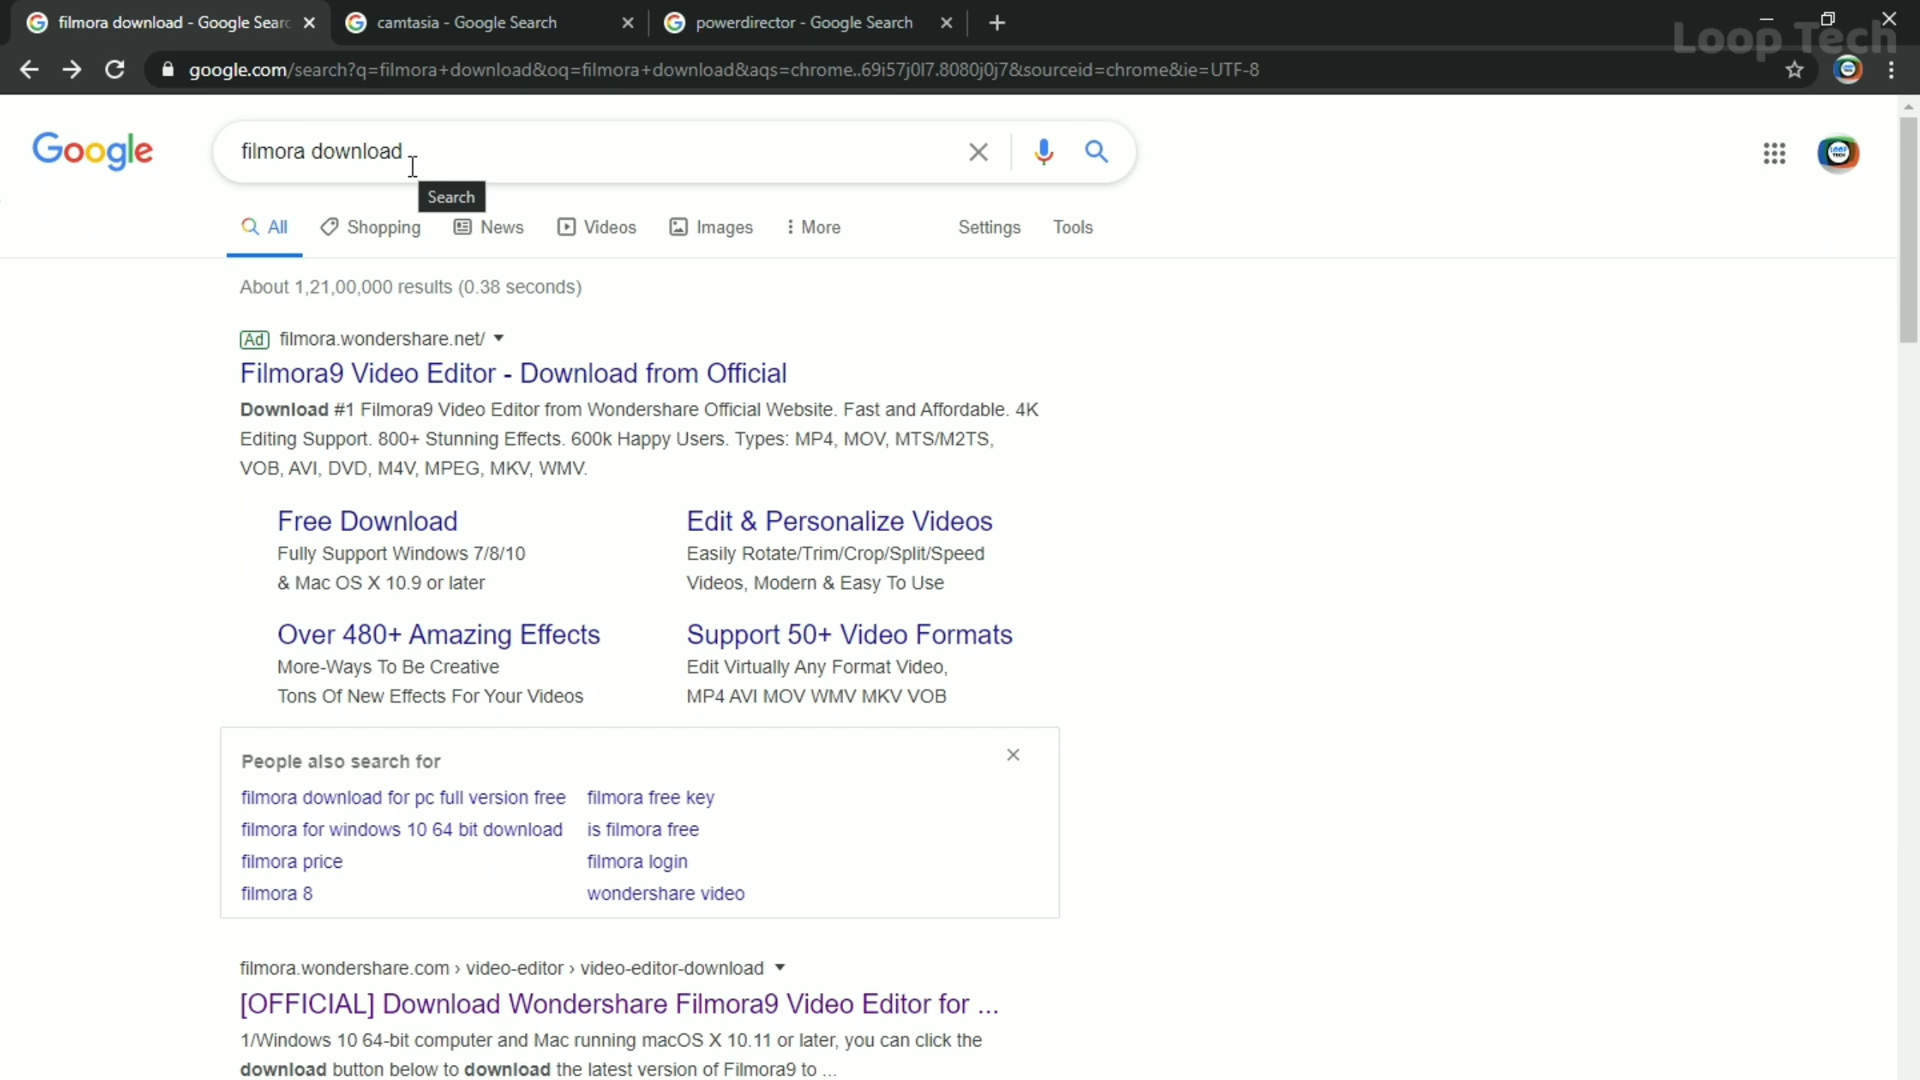 filmora download - Google Sear
camtasia - Google Search
powerdirector - Google Search
Loop Tech
google.com/search?q=filmora+download&oq=filmora+download&aqs=chrome..69i57j0l7.8080j0j7&sourceid=chrome&ie=UTF-8
Google
filmora download
Search
All
Shopping
News
Videos
Images
More
Settings
Tools
About 1,21,00,000 results (0.38 seconds)
Ad filmora.wondershare.net/
Filmora9 Video Editor - Download from Official
Download #1 Filmora9 Video Editor from Wondershare Official Website. Fast and Affordable. 4K
Editing Support. 800+ Stunning Effects. 600k Happy Users. Types: MP4, MOV, MTS/M2TS,
VOB, AVI, DVD, M4V, MPEG, MKV, WMV.
Free Download
Fully Support Windows 7/8/10
& Mac OS X 10.9 or later
Edit & Personalize Videos
Easily Rotate/Trim/Crop/Split/Speed
Videos, Modern & Easy To Use
Over 480+ Amazing Effects
More-Ways To Be Creative
Tons Of New Effects For Your Videos
Support 50+ Video Formats
Edit Virtually Any Format Video,
MP4 AVI MOV WMV MKV VOB
People also search for
filmora download for pc full version free
filmora for windows 10 64 bit download
filmora price
filmora 8
filmora free key
is filmora free
filmora login
wondershare video
filmora.wondershare.com › video-editor › video-editor-download
[OFFICIAL] Download Wondershare Filmora9 Video Editor for ...
1/Windows 10 64-bit computer and Mac running macOS X 10.11 or later, you can click the
download button below to download the latest version of Filmora9 to ...